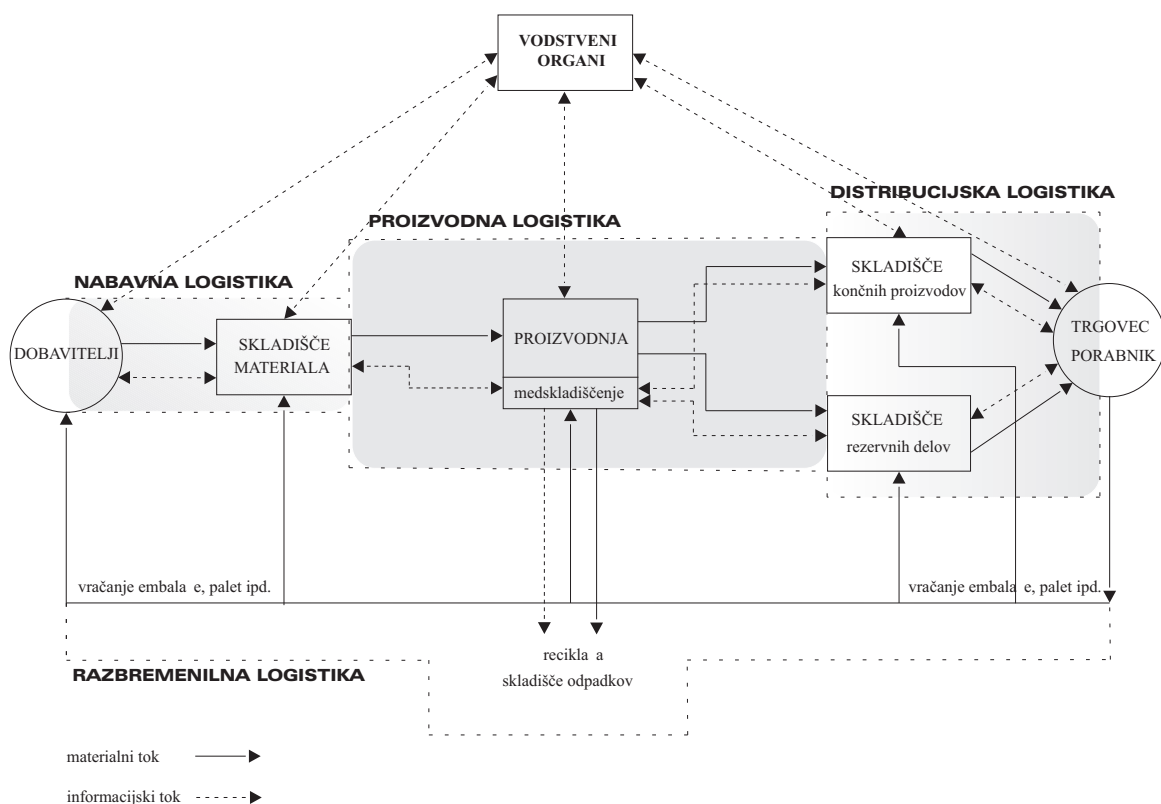 VODSTVENI
ORGANI
DISTRIBUCIJSKA LOGISTIKA
PROIZVODNA LOGISTIKA
NABAVNA LOGISTIKA
DOBAVITELJI
SKLADIŠČE
MATERIALA
PROIZVODNJA
medskladiščenje
SKLADIŠČE
končnih proizvodov
SKLADIŠČE
rezervnih delov
TRGOVEC
PORABNIK
vračanje embala e, palet ipd.
vračanje embala e, palet ipd.
RAZBREMENILNA LOGISTIKA
recikla a
skladišče odpadkov
materialni tok
informacijski tok